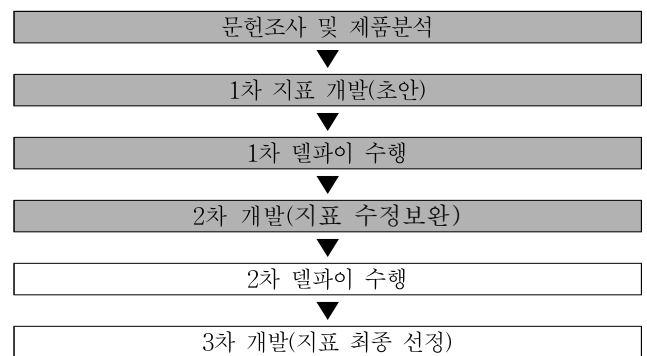 문헌조사 및 제품분석
1차 지표 개발(초안)
1차 델파이 수행
2차 개발(지표 수정보완)
2차 델파이 수행
3차 개발(지표 최종 선정)